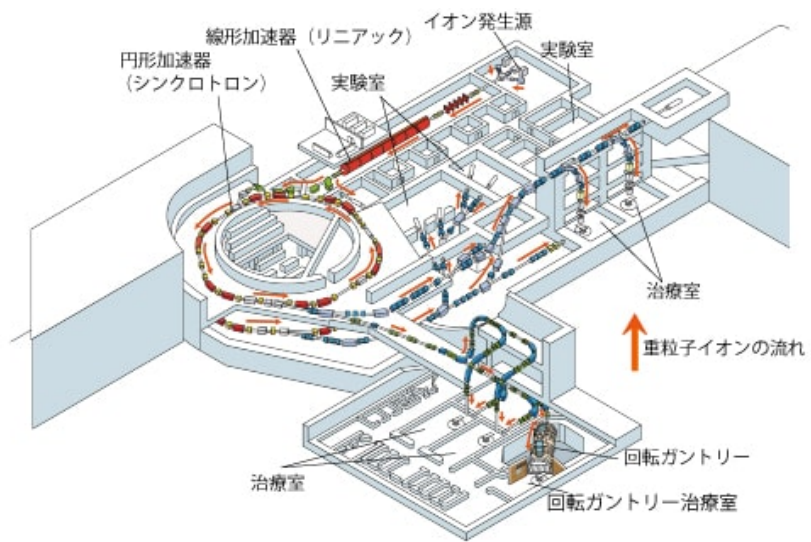 イオン発生源
線形加速器（リニアック）
実験室
円形加速器
（シンクロトロン）
実験室
治療室
重粒子イオンの流れ
回転ガントリー
治療室
回転ガントリー治療室